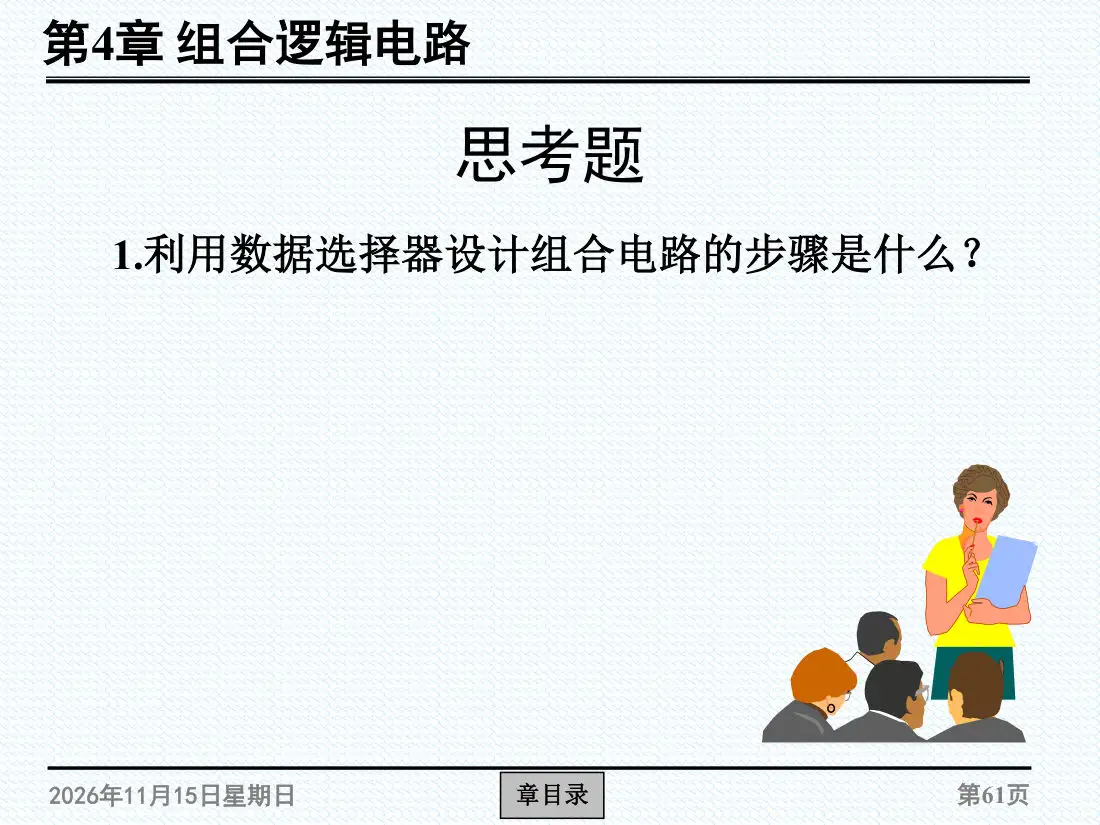 第4章 组合逻辑电路
思考题
1.利用数据选择器设计组合电路的步骤是什么？
2026年11月15日星期日
章目录
第61页